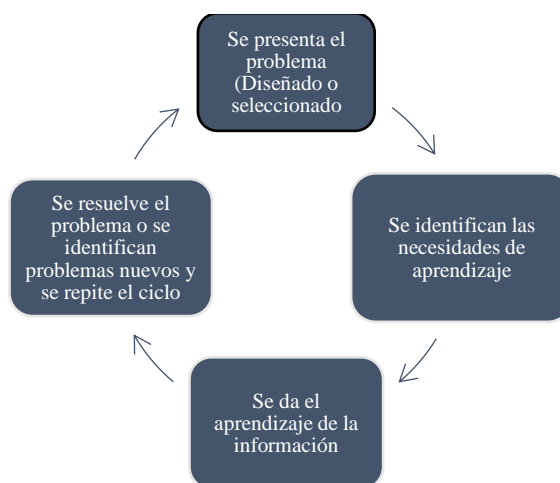 Se presenta el
problema
(Diseñado o
seleccionado
Se identifican las
necesidades de
aprendizaje
Se da el
aprendizaje de la
información
Se resuelve el
problema o se
identifican
problemas nuevos y
se repite el ciclo